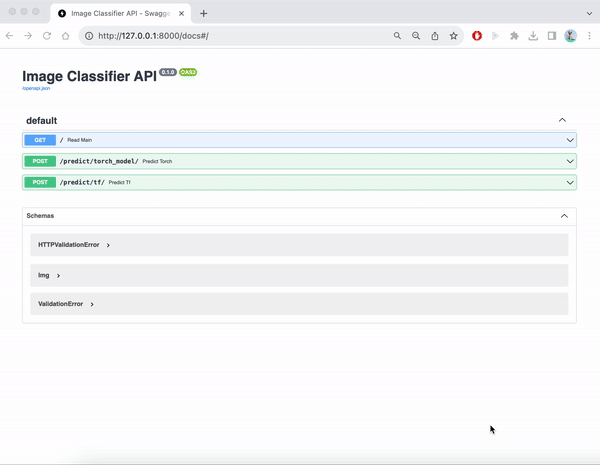 Image Classifier API - Swagge
http://127.0.0.1:8000/docs#/
Image Classifier API 0.1.0 OAS3
/openapi.json
default
GET / Read Main
POST /predict/torch_model/ Predict Torch
POST /predict/tf/ Predict Tf
Schemas
HTTPValidationError
Img
ValidationError